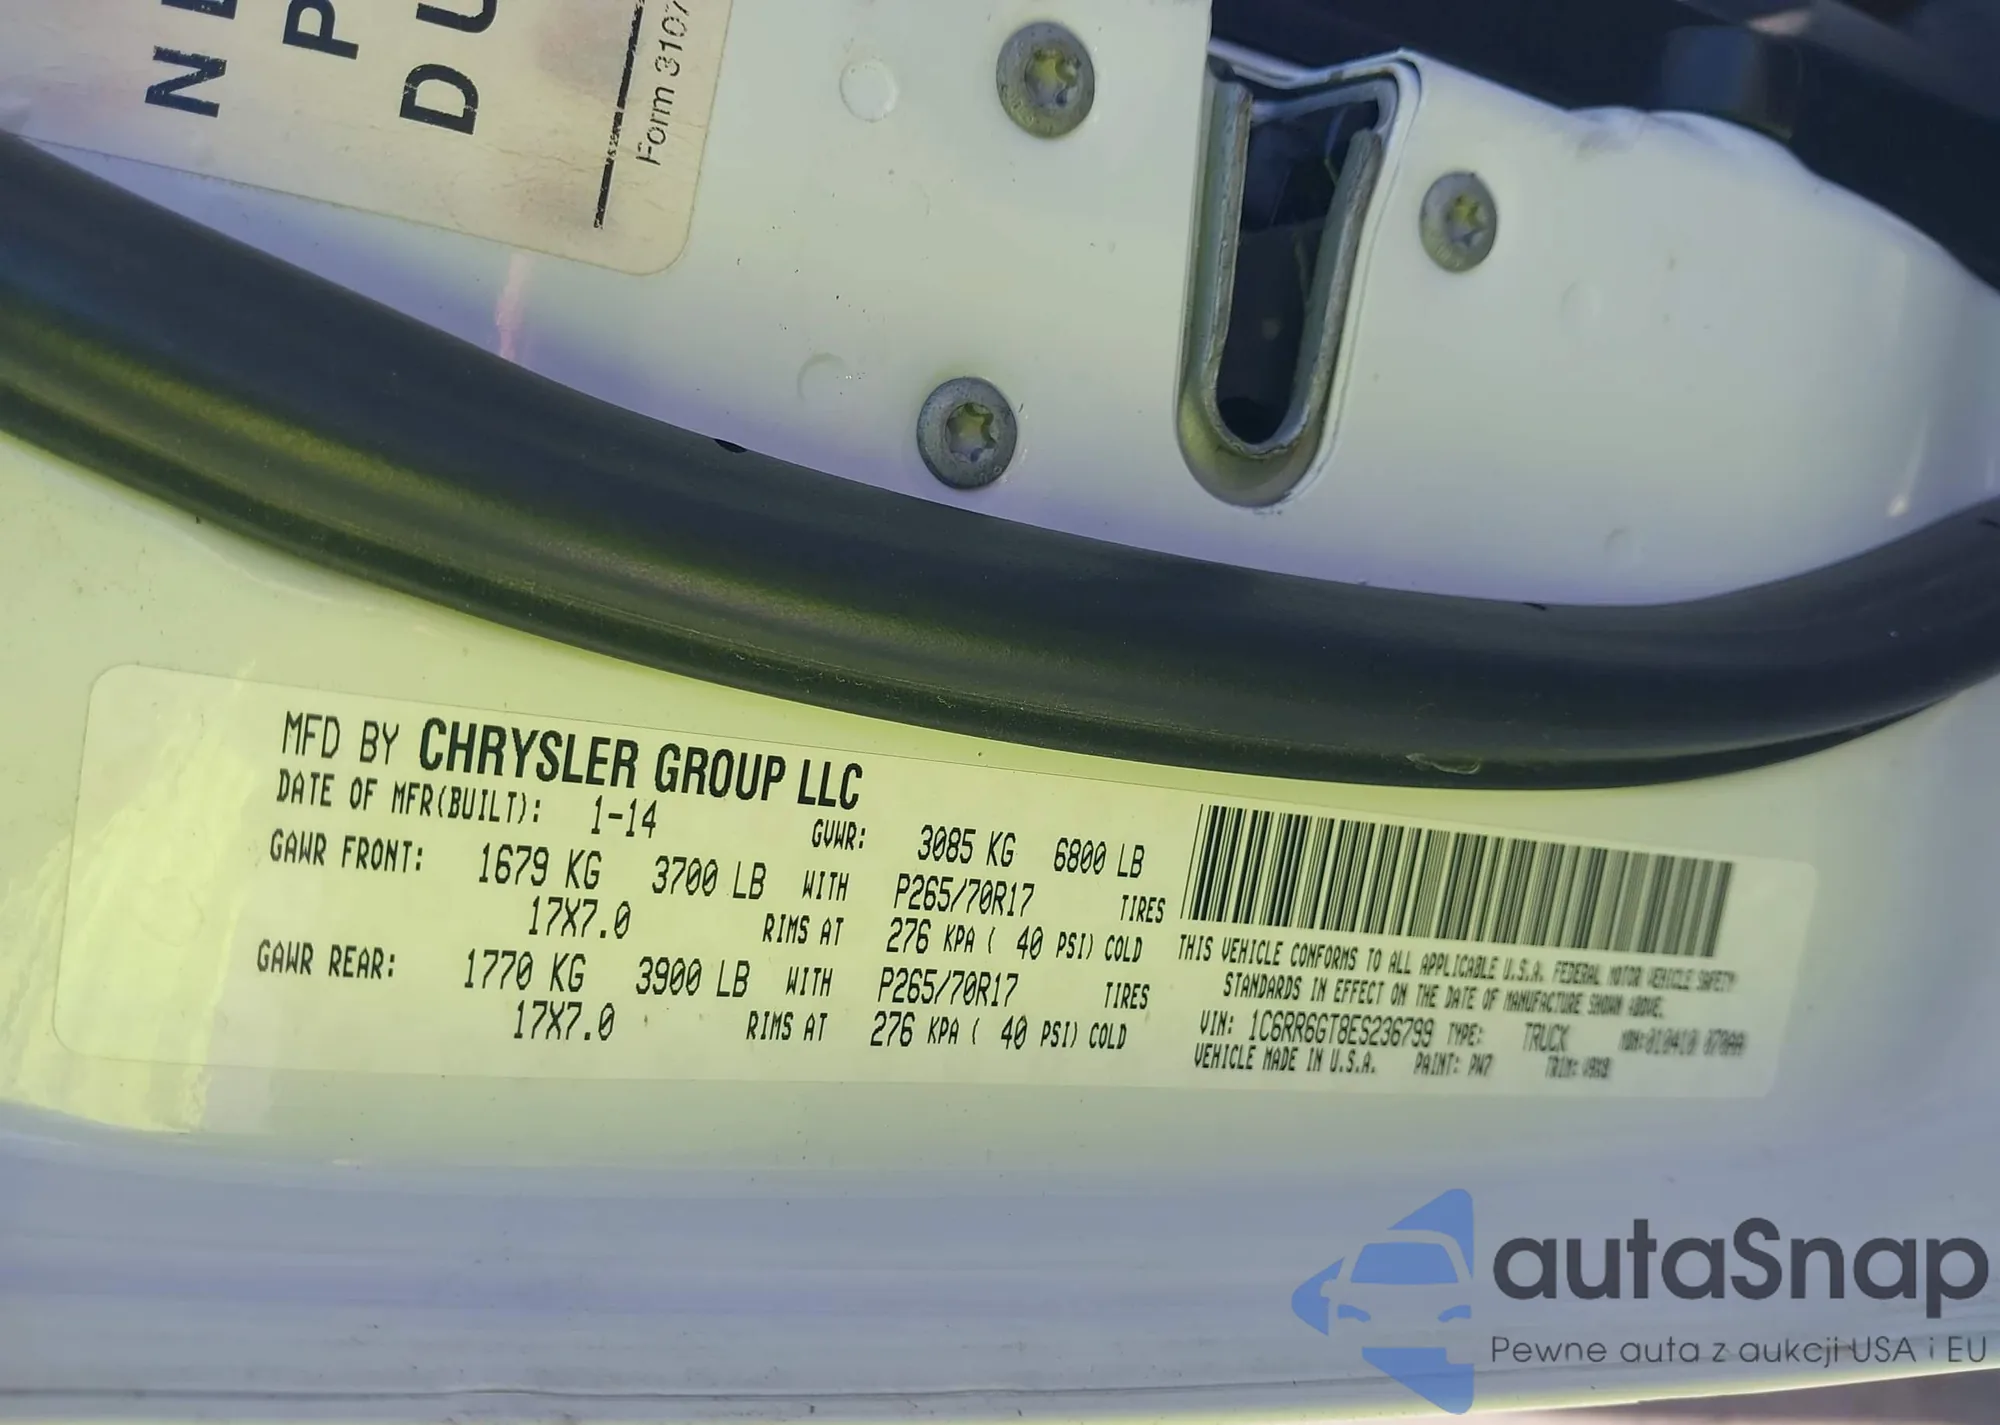 P
DU
Form 3107
MFD BY CHRYSLER GROUP LLC
DATE OF MFR(BUILT): 1-14 GVWR: 3085 KG 6800 LB
GAWR FRONT: 1679 KG 3700 LB WITH P265/70R17 TIRES
17X7.0 RIMS AT 276 KPA ( 40 PSI) COLD
GAWR REAR: 1770 KG 3900 LB WITH P265/70R17 TIRES
17X7.0 RIMS AT 276 KPA ( 40 PSI) COLD
THIS VEHICLE CONFORMS TO ALL APPLICABLE U.S.A. FEDERAL MOTOR VEHICLE SAFETY
STANDARDS IN EFFECT ON THE DATE OF MANUFACTURE SHOWN ABOVE.
VIN: 1C6RR6GT8ES236799 TYPE: TRUCK
VEHICLE MADE IN U.S.A. PAINT: PW7 TRIM:
autaSnap
Pewne auta z aukcji USA i EU